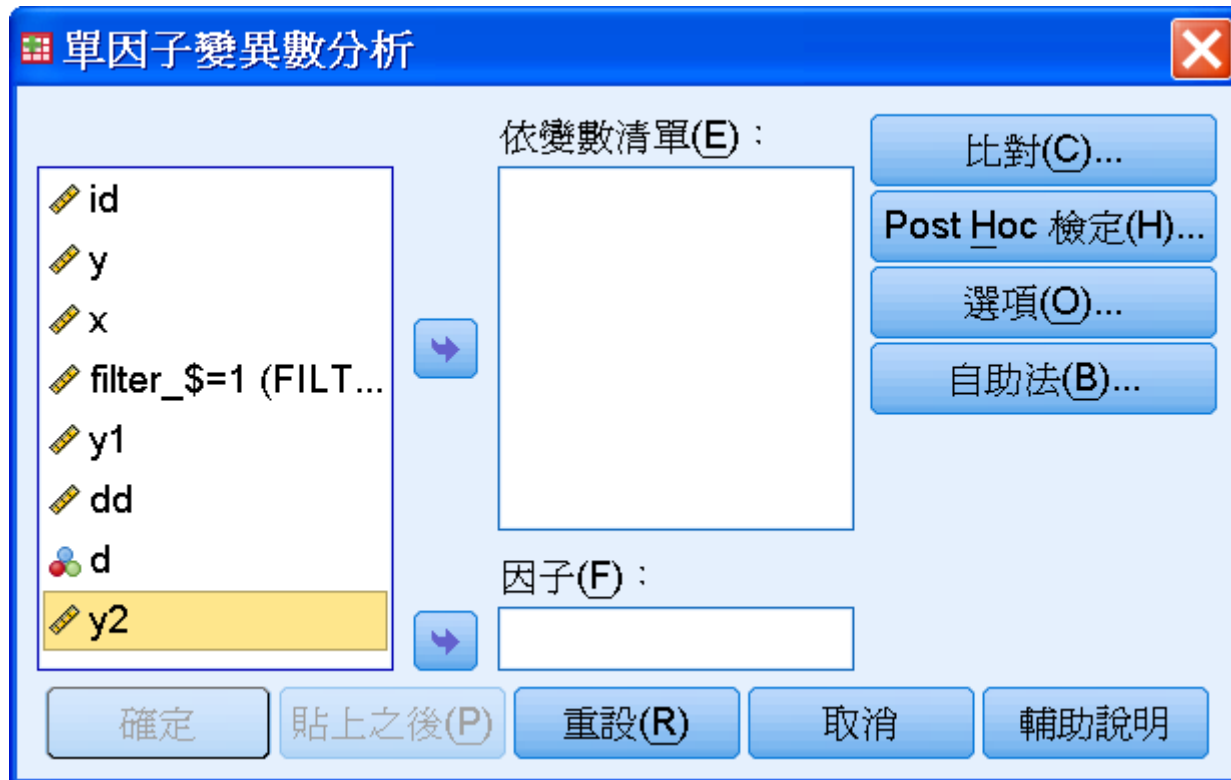 單因子變異數分析
id
y
x
filter_$=1 (FILT...
y1
dd
d
y2
依變數清單(E)：
因子(F)：
比對(C)...
Post Hoc 檢定(H)...
選項(O)...
自助法(B)...
確定
貼上之後(P)
重設(R)
取消
輔助說明